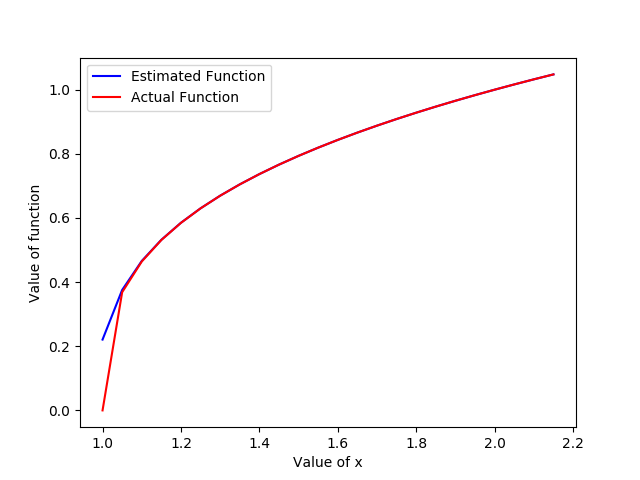 Estimated Function
Actual Function
1.0
0.8
0.6
0.4
0.2
0.0
Value of function
1.0 1.2 1.4 1.6 1.8 2.0 2.2
Value of x